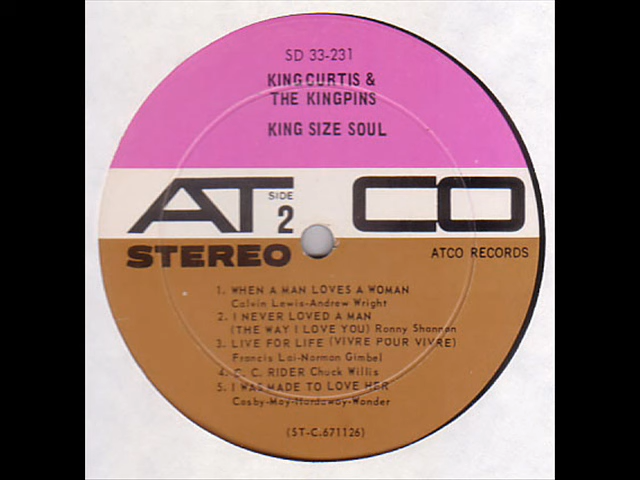 SD 33-231
KING CURTIS &
THE KINGPINS
KING SIZE SOUL
ATCO
SIDE
2
STEREO
ATCO RECORDS
1. WHEN A MAN LOVES A WOMAN
Calvin Lewis-Andrew Wright
2. I NEVER LOVED A MAN
(THE WAY I LOVE YOU) Ronny Shannon
3. LIVE FOR LIFE (VIVRE POUR VIVRE)
Francis Lai-Norman Gimbel
4. C. C. RIDER Chuck Willis
5. I WAS MADE TO LOVE HER
Cosby-May-Hardaway-Wonder
(ST-C.671126)